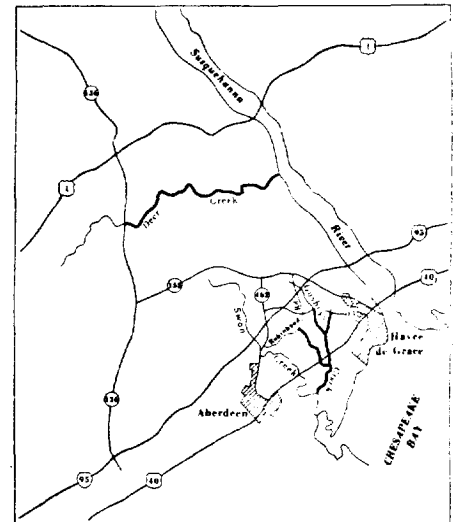 1
Susquehanna
136
1
Deer
Creek
River
95
40
155
462
Swan
Havre
de Grace
Creek
Aberdeen
136
CHESAPEAKE
BAY
95
40